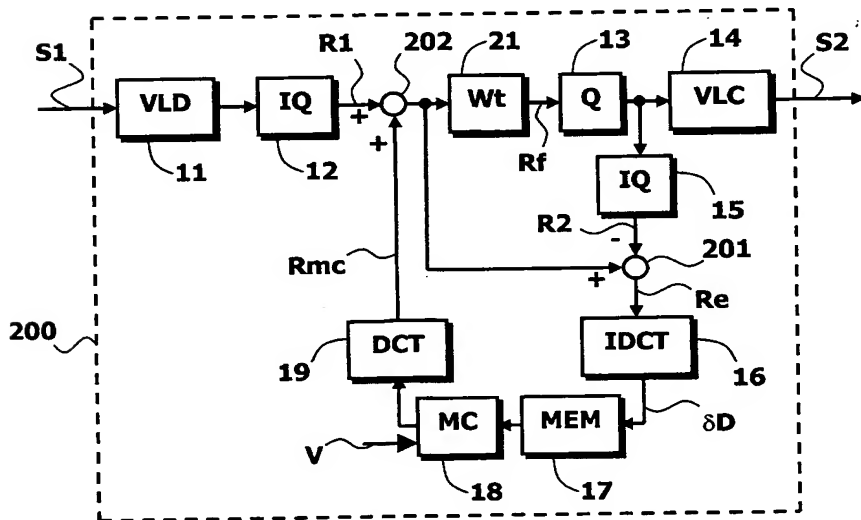 S1
R1
202
21
13
14
S2
VLD
IQ
+
Wt
Q
VLC
11
12
+
Rf
IQ
15
R2
-
201
Rmc
+
Re
200
19
DCT
IDCT
16
V
MC
MEM
δD
18
17